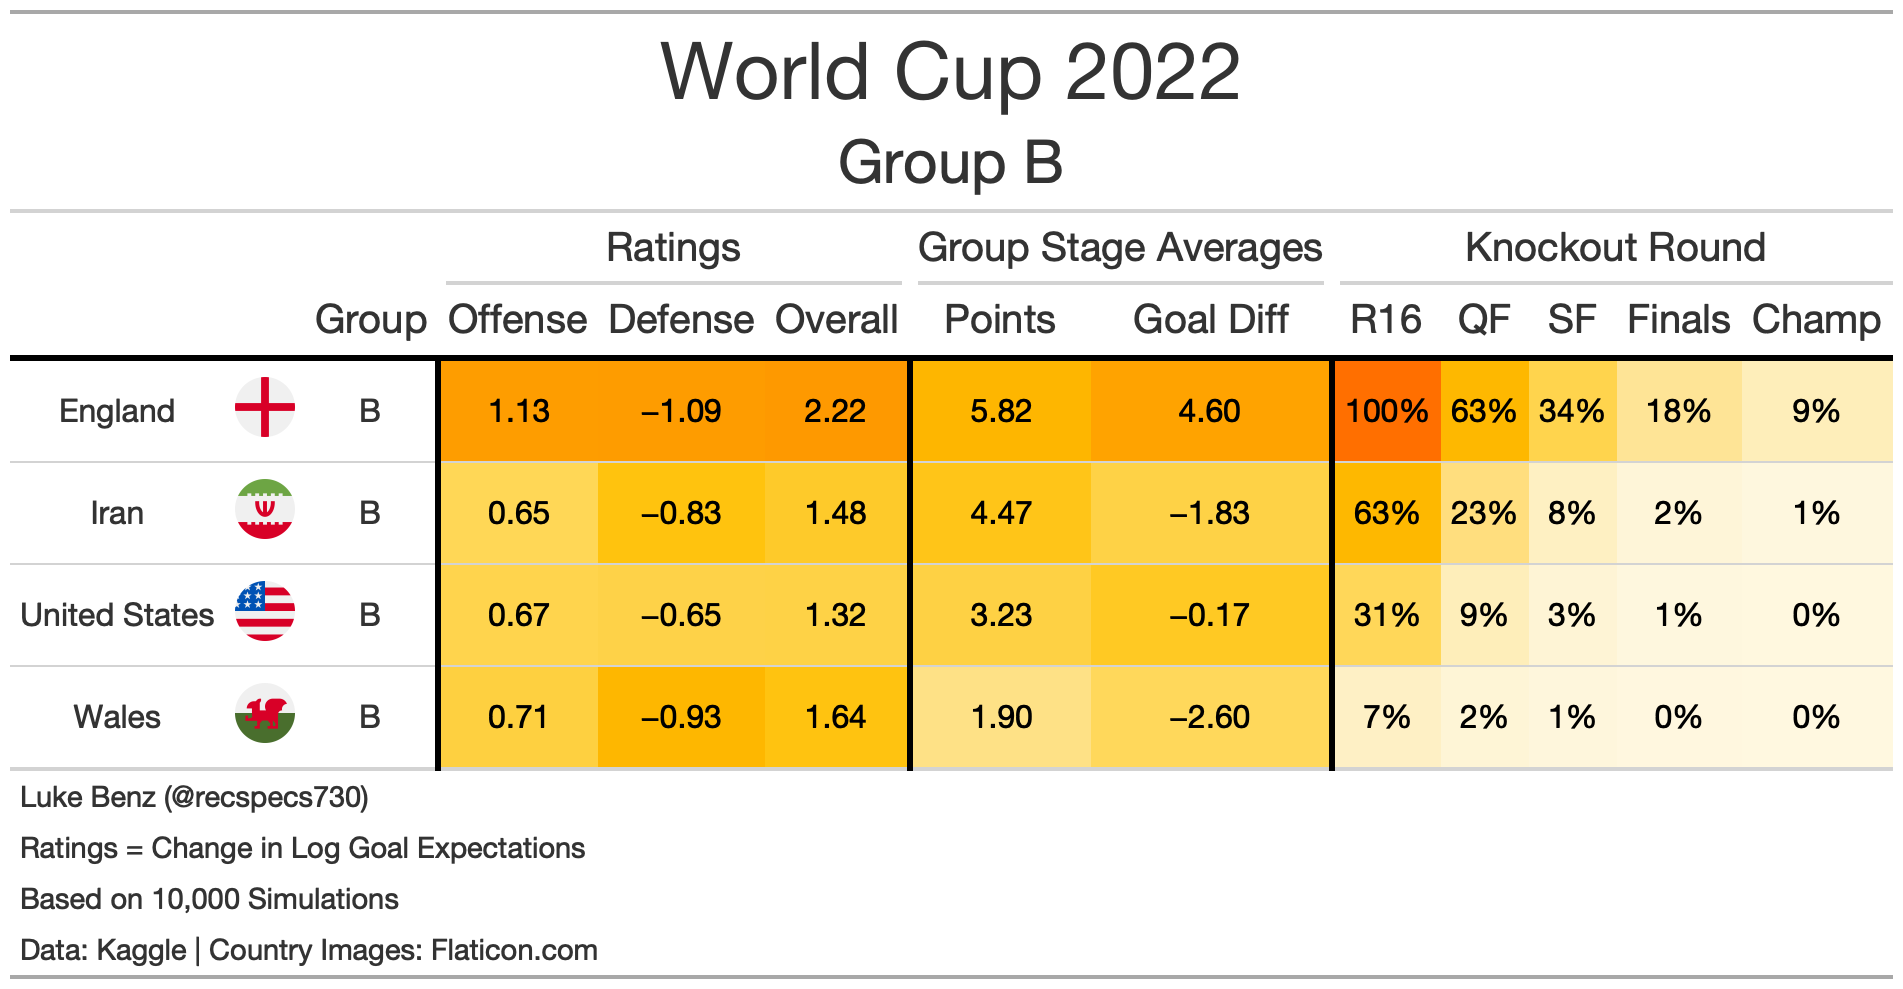 World Cup 2022
Group B
Ratings Group Stage Averages Knockout Round
Group Offense Defense Overall Points Goal Diff R16 QF SF Finals Champ
England B 1.13 −1.09 2.22 5.82 4.60 100% 63% 34% 18% 9%
Iran B 0.65 −0.83 1.48 4.47 −1.83 63% 23% 8% 2% 1%
United States B 0.67 −0.65 1.32 3.23 −0.17 31% 9% 3% 1% 0%
Wales B 0.71 −0.93 1.64 1.90 −2.60 7% 2% 1% 0% 0%
Luke Benz (@recspecs730)
Ratings = Change in Log Goal Expectations
Based on 10,000 Simulations
Data: Kaggle | Country Images: Flaticon.com